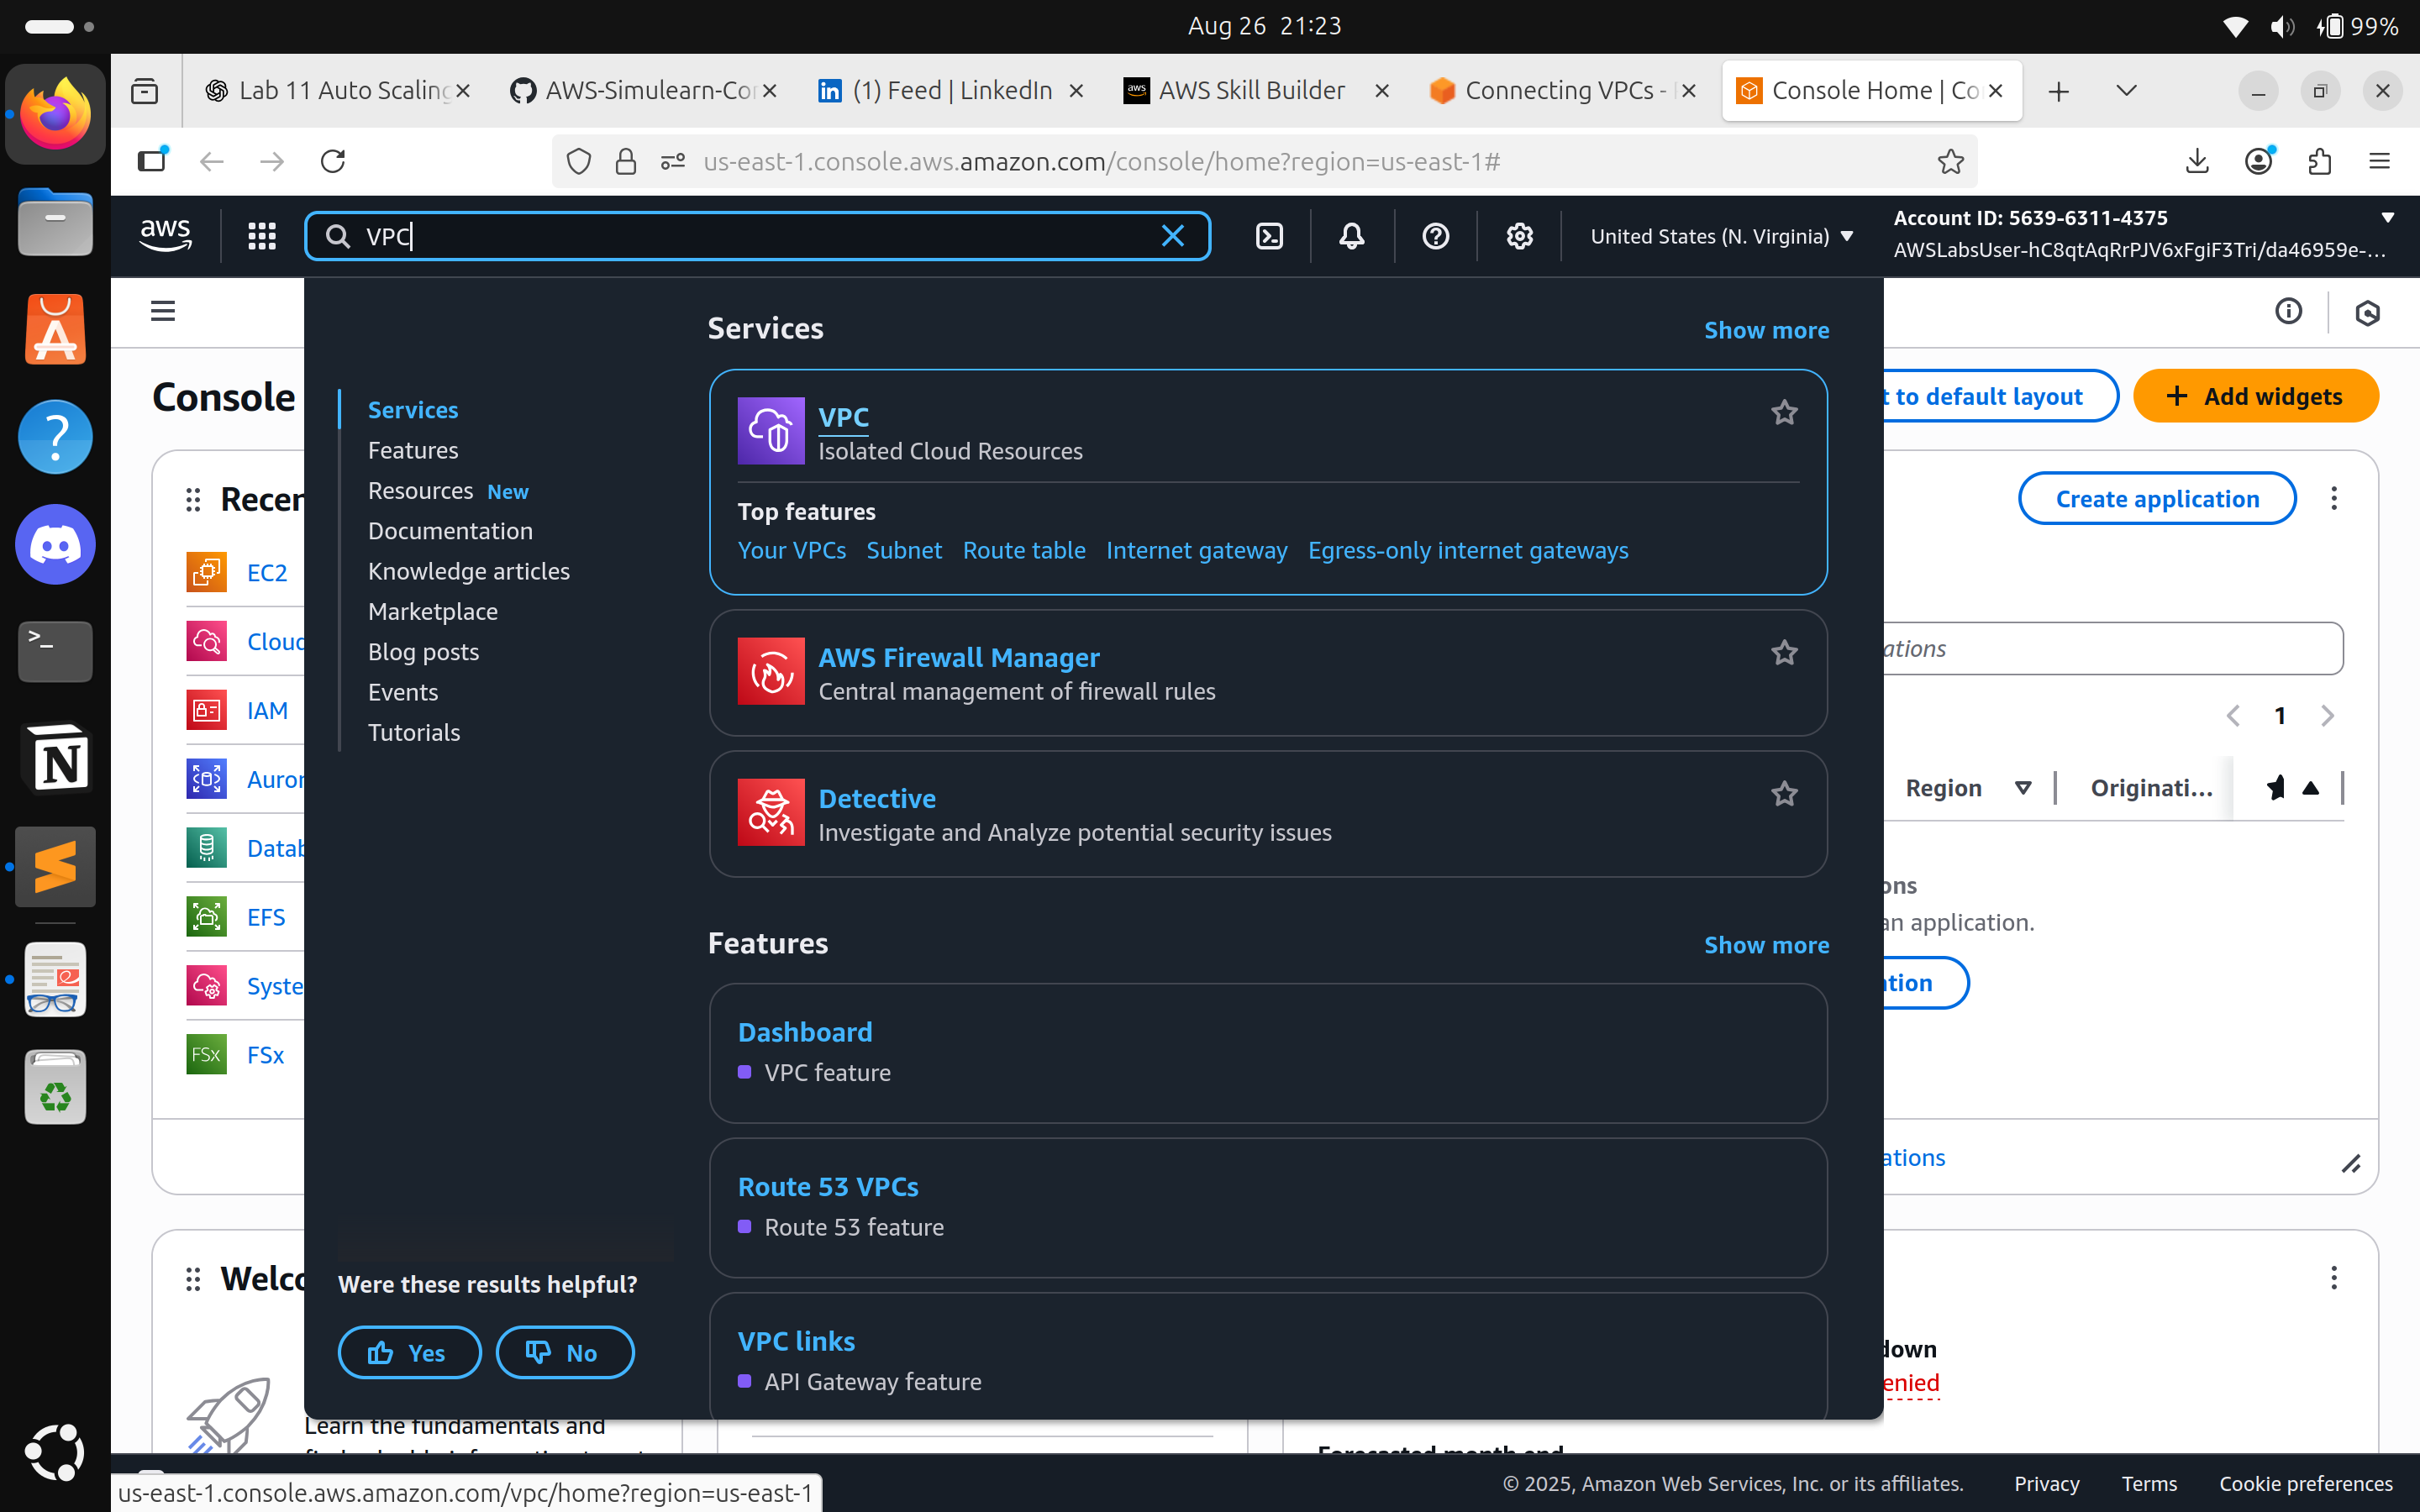 Aug 26 21:23
99%
Lab 11 Auto Scaling
AWS-Simulearn-Co
(1) Feed | LinkedIn
AWS Skill Builder
Connecting VPCs -
Console Home | Co
us-east-1.console.aws.amazon.com/console/home?region=us-east-1#
aws
VPC
United States (N. Virginia)
Account ID: 5639-6311-4375
AWSLabsUser-hC8qtAqRrPJV6xFgiF3Tri/da46959e-...
Console
t to default layout
Add widgets
Recen
EC2
Cloud
IAM
Auror
Datab
EFS
Syste
FSx
Services
Features
Resources New
Documentation
Knowledge articles
Marketplace
Blog posts
Events
Tutorials
Services
Show more
VPC
Isolated Cloud Resources
Top features
Your VPCs Subnet Route table Internet gateway Egress-only internet gateways
AWS Firewall Manager
Central management of firewall rules
Detective
Investigate and Analyze potential security issues
Features
Show more
Dashboard
VPC feature
Route 53 VPCs
Route 53 feature
VPC links
API Gateway feature
Create application
ations
1
Region
Originati...
ons
an application.
ation
ations
Were these results helpful?
Yes
No
Welco
Learn the fundamentals and
down
enied
Forecasted month end
us-east-1.console.aws.amazon.com/vpc/home?region=us-east-1
© 2025, Amazon Web Services, Inc. or its affiliates.
Privacy
Terms
Cookie preferences